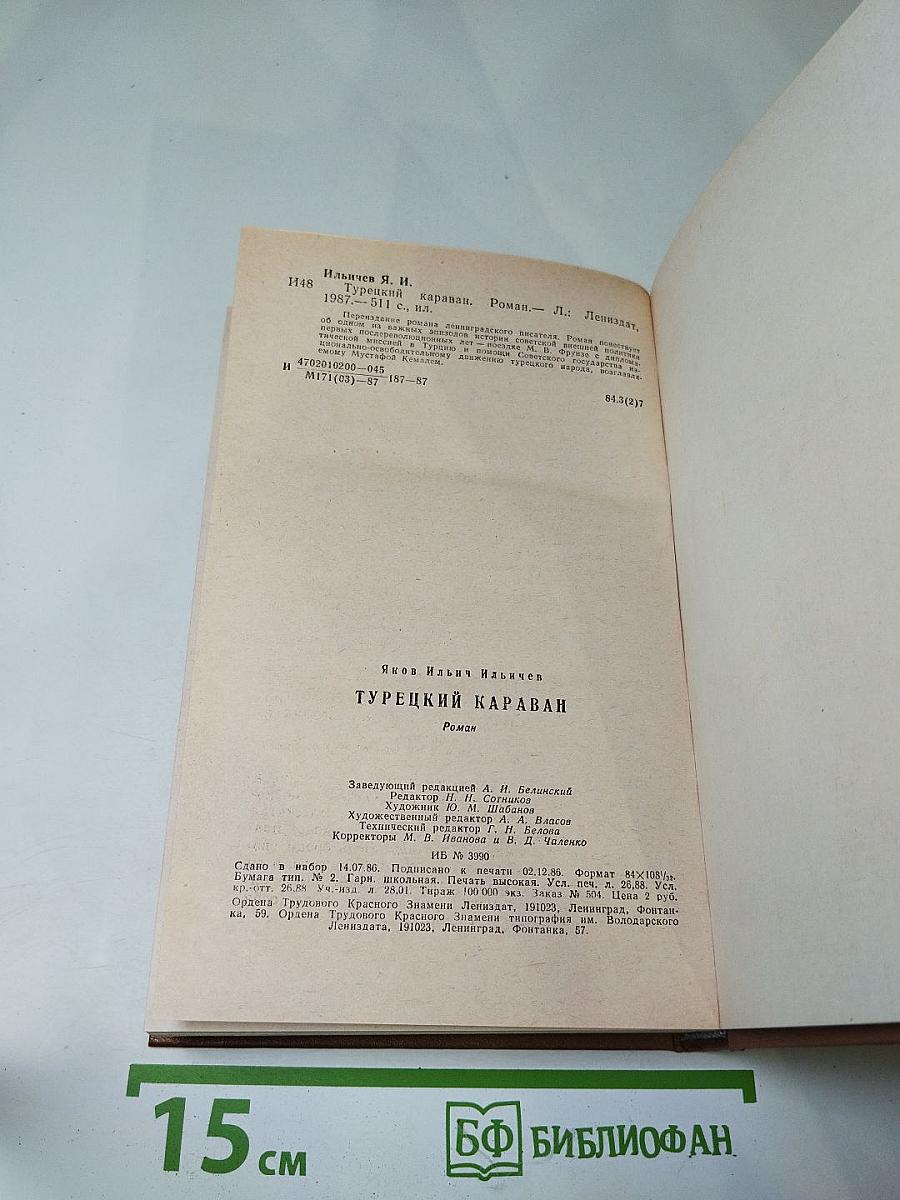 Ильичев Я. И.
И48 Турецкий караван. Роман.— Л.: Лениздат,
1987.— 511 с., ил.
Переиздание романа ленинградского писателя. Роман повествует
об одном из важных эпизодов истории советской внешней политики
первых послереволюционных лет — поездке М. В. Фрунзе с диплома-
тической миссией в Турцию и помощи Советского государства на-
ционально-освободительному движению турецкого народа, возглавля-
емому Мустафой Кемалем.
И 4702010200—045
М171(03)—87 187—87
84.3(2)7
Яков Ильич Ильичев
ТУРЕЦКИЙ КАРАВАН
Роман
Заведующий редакцией А. И. Белинский
Редактор Н. Н. Сотников
Художник Ю. М. Шабанов
Художественный редактор А. А. Власов
Технический редактор Г. Н. Белова
Корректоры М. В. Иванова и В. Д. Чаленко
ИБ № 3990
Сдано в набор 14.07.86. Подписано к печати 02.12.86. Формат 84×108¹/₃₂.
Бумага тип. № 2. Гарн. школьная. Печать высокая. Усл. печ. л. 26,88. Усл.
кр.-отт. 26,88 Уч.-изд. л. 28,01. Тираж 100 000 экз. Заказ № 504. Цена 2 руб.
Ордена Трудового Красного Знамени Лениздат, 191023, Ленинград, Фонтан-
ка, 59. Ордена Трудового Красного Знамени типография им. Володарского
Лениздата, 191023, Ленинград, Фонтанка, 57.
15 см
БФ БИБЛИОФАН